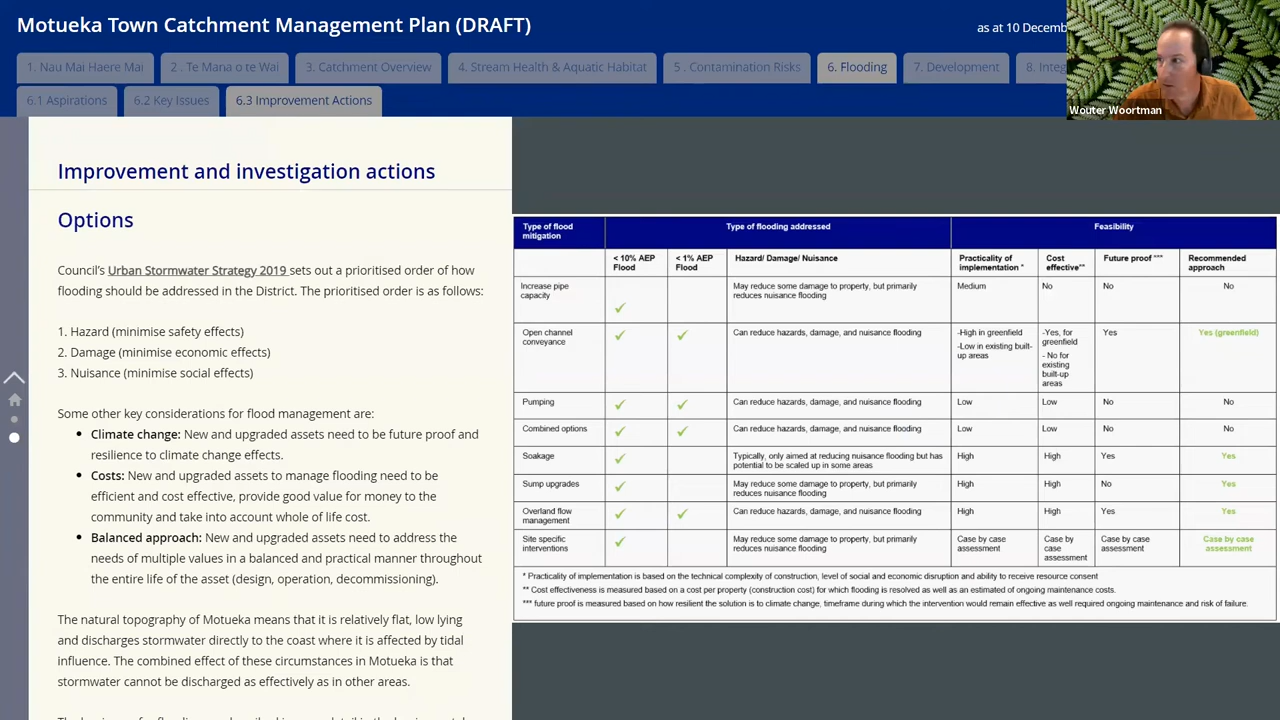 Motueka Town Catchment Management Plan (DRAFT)
as at 10 Decemb
1. Nau Mai Haere Mai
2 . Te Mana o te Wai
3. Catchment Overview
4. Stream Health & Aquatic Habitat
5 . Contamination Risks
6. Flooding
7. Development
8. Integ
6.1 Aspirations
6.2 Key Issues
6.3 Improvement Actions
Wouter Woortman
Improvement and investigation actions
Options
Council's Urban Stormwater Strategy 2019 sets out a prioritised order of how
flooding should be addressed in the District. The prioritised order is as follows:
1. Hazard (minimise safety effects)
2. Damage (minimise economic effects)
3. Nuisance (minimise social effects)
Some other key considerations for flood management are:
• Climate change: New and upgraded assets need to be future proof and
resilience to climate change effects.
• Costs: New and upgraded assets to manage flooding need to be
efficient and cost effective, provide good value for money to the
community and take into account whole of life cost.
• Balanced approach: New and upgraded assets need to address the
needs of multiple values in a balanced and practical manner throughout
the entire life of the asset (design, operation, decommissioning).
The natural topography of Motueka means that it is relatively flat, low lying
and discharges stormwater directly to the coast where it is affected by tidal
influence. The combined effect of these circumstances in Motueka is that
stormwater cannot be discharged as effectively as in other areas.
Type of flood
mitigation
Type of flooding addressed
Feasibility
< 10% AEP
Flood
< 1% AEP
Flood
Hazard/ Damage/ Nuisance
Practicality of
implementation *
Cost
effective**
Future proof ***
Recommended
approach
Increase pipe
capacity
✓
May reduce some damage to property, but primarily
reduces nuisance flooding
Medium
No
No
No
Open channel
conveyance
✓
✓
Can reduce hazards, damage, and nuisance flooding
-High in greenfield
-Low in existing built-
up areas
-Yes, for
greenfield
- No for
existing
built-up
areas
Yes
Yes (greenfield)
Pumping
✓
✓
Can reduce hazards, damage, and nuisance flooding
Low
Low
No
No
Combined options
✓
✓
Can reduce hazards, damage, and nuisance flooding
Low
Low
No
No
Soakage
✓
Typically, only aimed at reducing nuisance flooding but has
potential to be scaled up in some areas
High
High
Yes
Yes
Sump upgrades
✓
May reduce some damage to property, but primarily
reduces nuisance flooding
High
High
No
Yes
Overland flow
management
✓
✓
Can reduce hazards, damage, and nuisance flooding
High
High
Yes
Yes
Site specific
interventions
✓
May reduce some damage to property, but primarily
reduces nuisance flooding
Case by case
assessment
Case by
case
assessment
Case by case
assessment
Case by case
assessment
* Practicality of implementation is based on the technical complexity of construction, level of social and economic disruption and ability to receive resource consent
** Cost effectiveness is measured based on a cost per property (construction cost) for which flooding is resolved as well as an estimated of ongoing maintenance costs.
*** future proof is measured based on how resilient the solution is to climate change, timeframe during which the intervention would remain effective as well required ongoing maintenance and risk of failure.